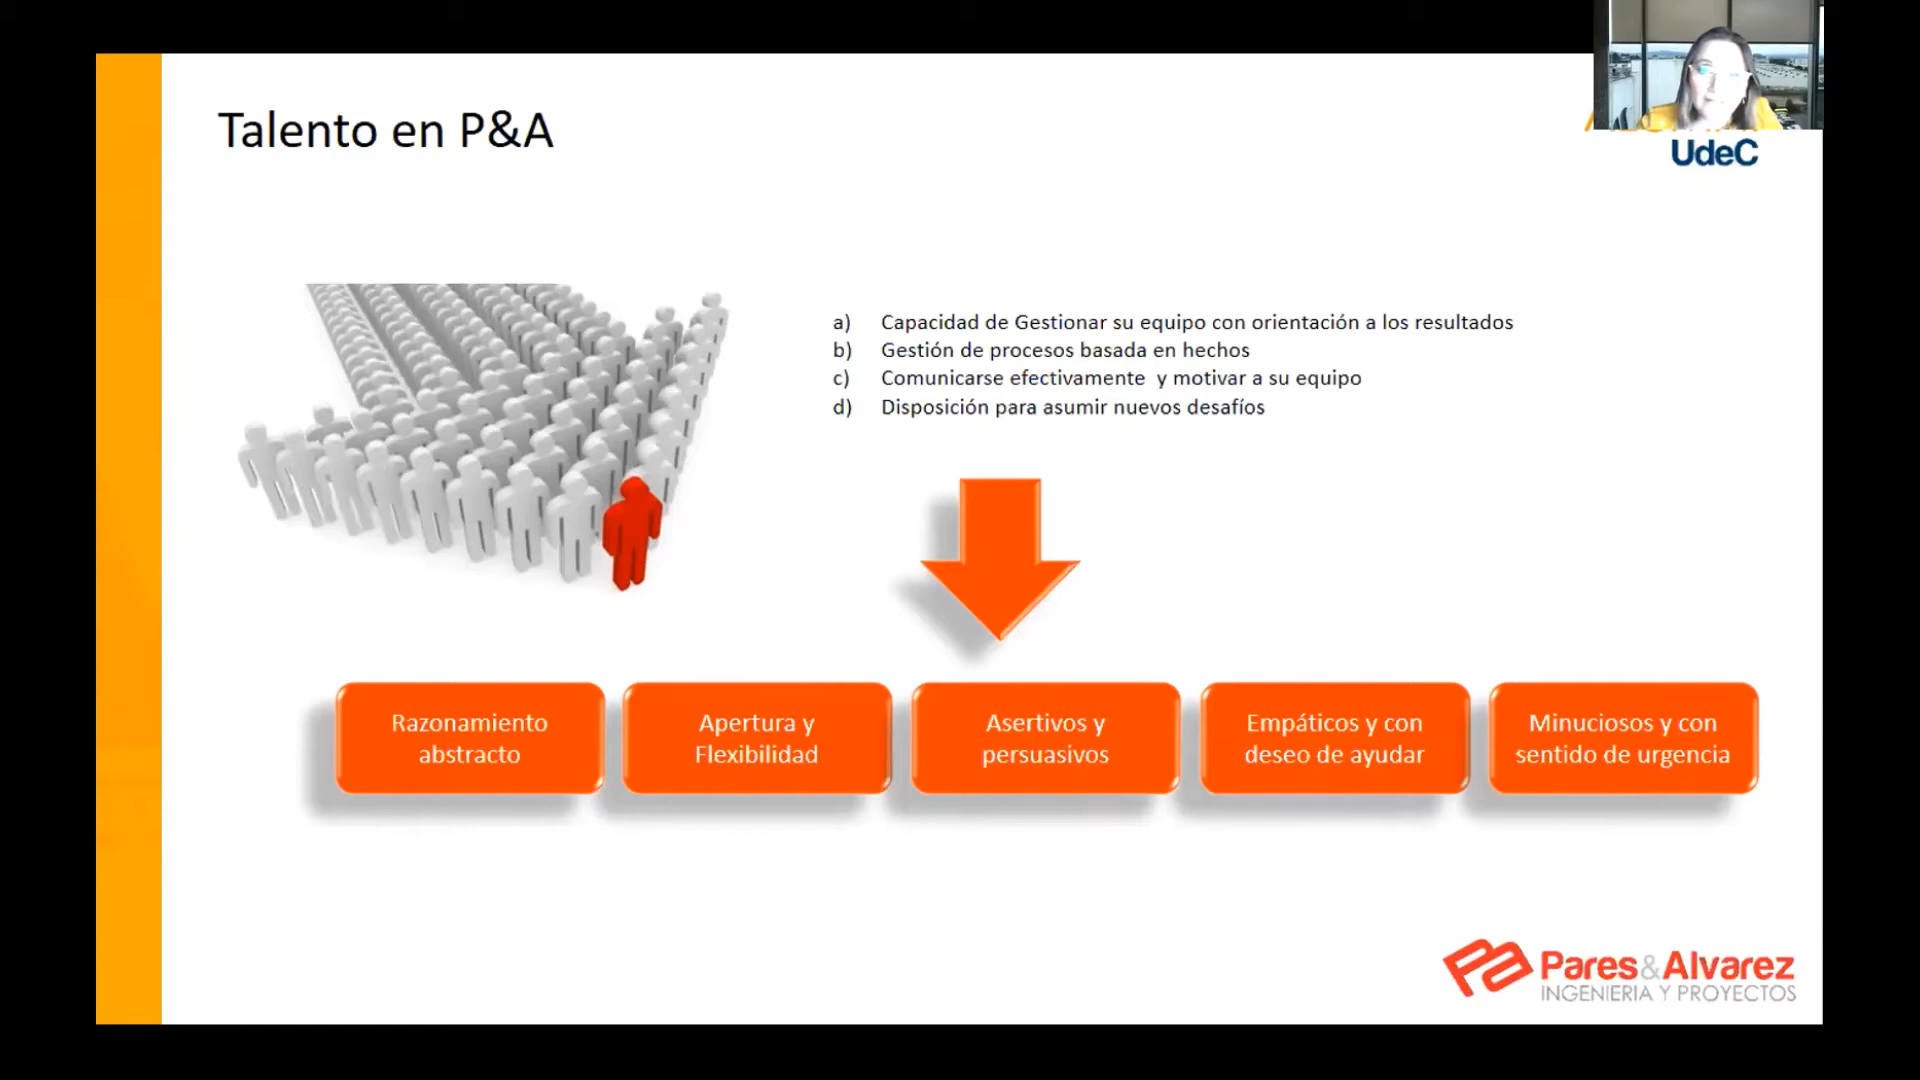 Talento en P&A
UdeC
a) Capacidad de Gestionar su equipo con orientación a los resultados
b) Gestión de procesos basada en hechos
c) Comunicarse efectivamente y motivar a su equipo
d) Disposición para asumir nuevos desafíos
Razonamiento
abstracto
Apertura y
Flexibilidad
Asertivos y
persuasivos
Empáticos y con
deseo de ayudar
Minuciosos y con
sentido de urgencia
Pares&Alvarez
INGENIERIA Y PROYECTOS